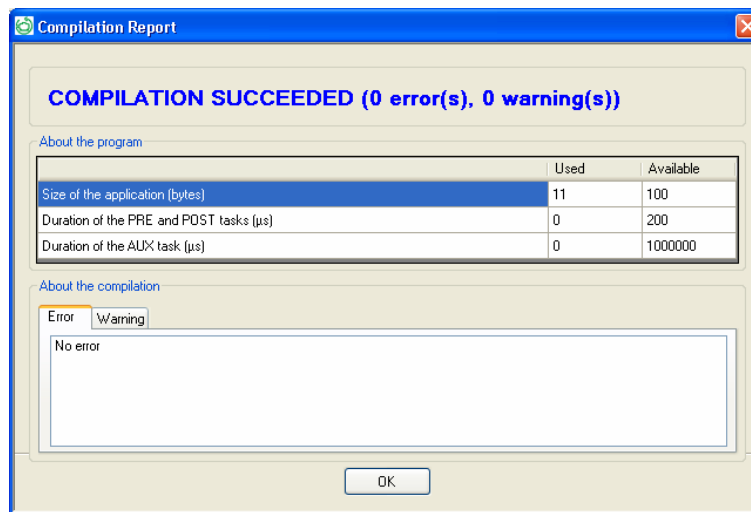 Compilation Report
COMPILATION SUCCEEDED (0 error(s), 0 warning(s))
About the program
Used Available
Size of the application (bytes) 11 100
Duration of the PRE and POST tasks (µs) 0 200
Duration of the AUX task (µs) 0 1000000
About the compilation
Error Warning
No error
OK